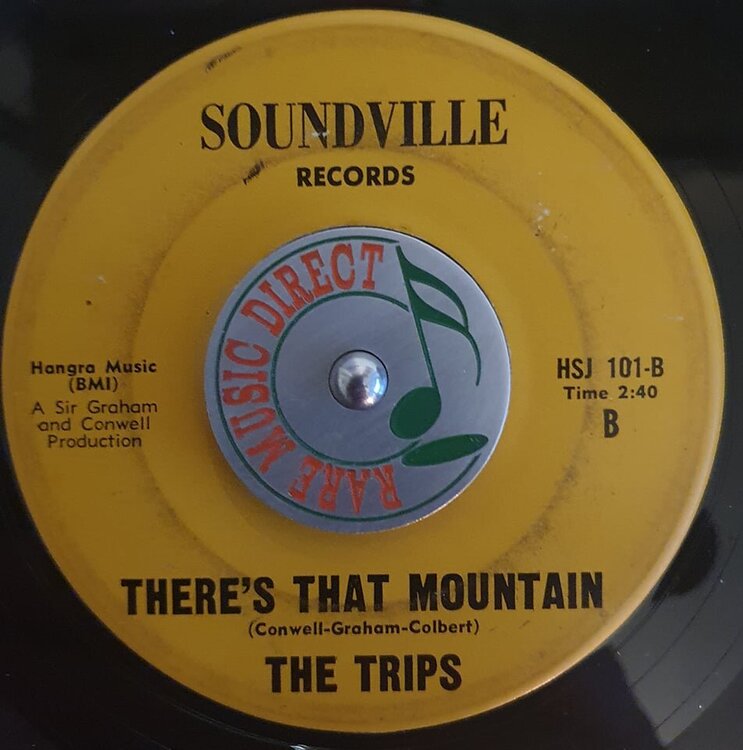 SOUNDVILLE
RECORDS
RARE MUSIC DIRECT
Hangra Music
(BMI)
A Sir Graham
and Conwell
Production
HSJ 101-B
Time 2:40
B
THERE'S THAT MOUNTAIN
(Conwell-Graham-Colbert)
THE TRIPS